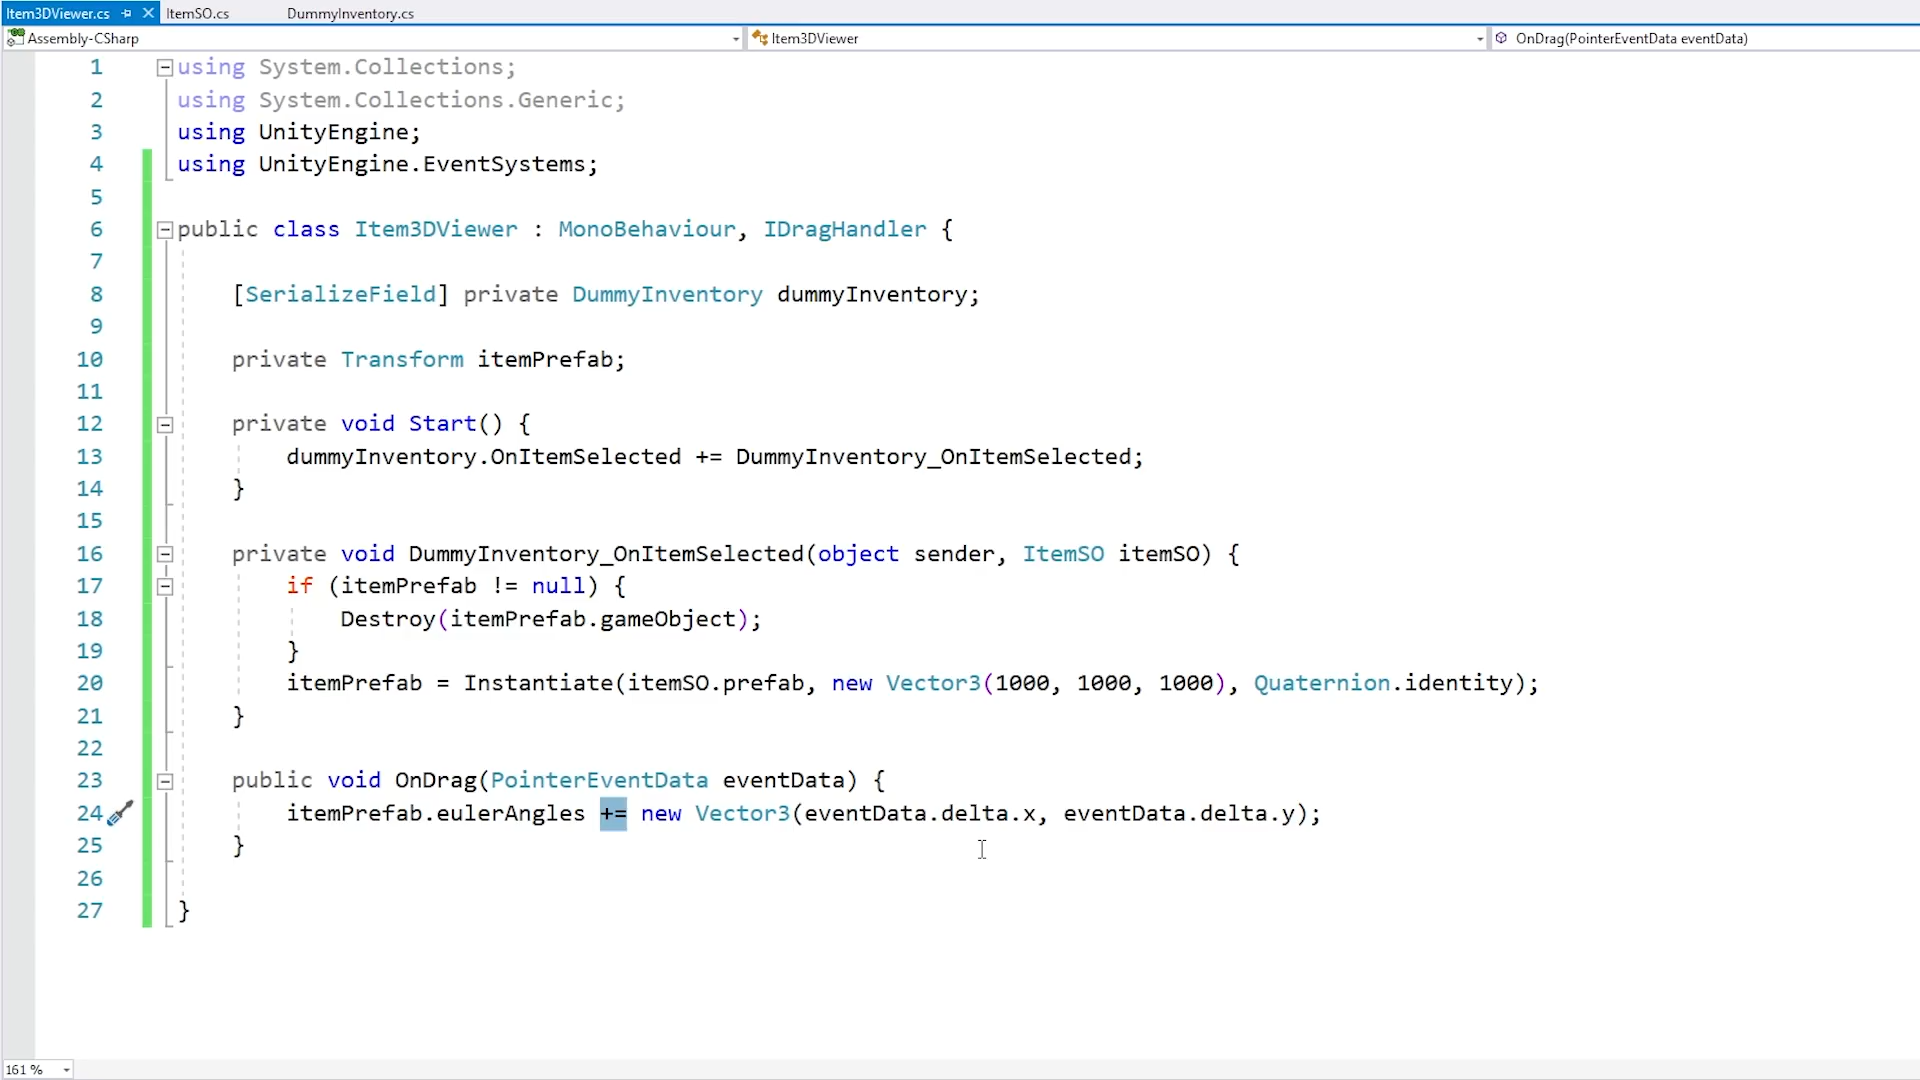 Item3DViewer.cs ItemSO.cs DummyInventory.cs
Assembly-CSharp Item3DViewer OnDrag(PointerEventData eventData)
1 using System.Collections;
2 using System.Collections.Generic;
3 using UnityEngine;
4 using UnityEngine.EventSystems;
5
6 public class Item3DViewer : MonoBehaviour, IDragHandler {
7
8 [SerializeField] private DummyInventory dummyInventory;
9
10 private Transform itemPrefab;
11
12 private void Start() {
13 dummyInventory.OnItemSelected += DummyInventory_OnItemSelected;
14 }
15
16 private void DummyInventory_OnItemSelected(object sender, ItemSO itemSO) {
17 if (itemPrefab != null) {
18 Destroy(itemPrefab.gameObject);
19 }
20 itemPrefab = Instantiate(itemSO.prefab, new Vector3(1000, 1000, 1000), Quaternion.identity);
21 }
22
23 public void OnDrag(PointerEventData eventData) {
24 itemPrefab.eulerAngles += new Vector3(eventData.delta.x, eventData.delta.y);
25 }
26
27 }
161 %